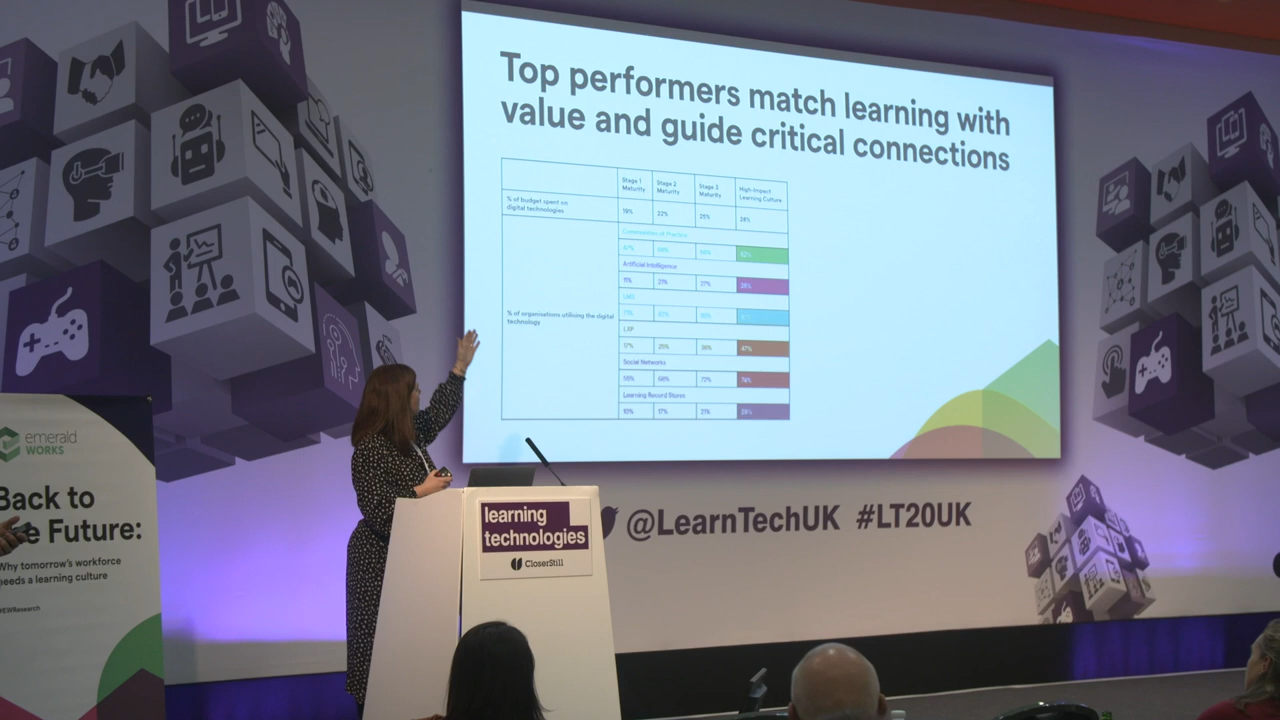 Top performers match learning with
value and guide critical connections
Stage 1 Maturity
Stage 2 Maturity
Stage 3 Maturity
High-Impact Learning Culture
% of budget spent on digital technologies
19% 22% 25% 28%
Communities of Practice
Artificial Intelligence
11% 21% 27%
LMS
% of organisations utilising the digital technology
LXP
17% 25% 38% 47%
Social Networks
55% 68% 72% 74%
Learning Record Stores
10% 17% 21%
emerald
WORKS
Back to
Future:
Why tomorrow's workforce
needs a learning culture
#EWResearch
learning
technologies
CloserStill
@LearnTechUK #LT20UK